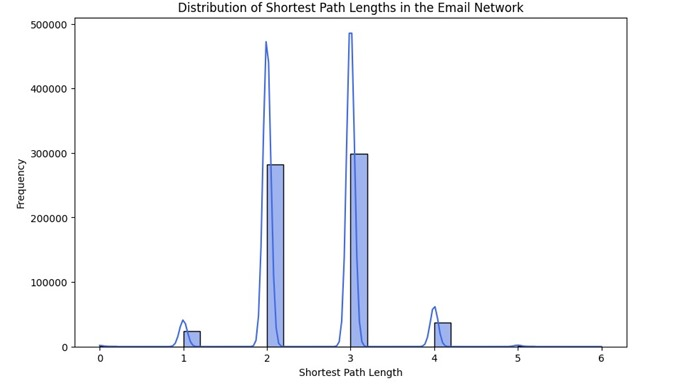 Distribution of Shortest Path Lengths in the Email Network
500000
400000
300000
200000
100000
0
Frequency
0 1 2 3 4 5 6
Shortest Path Length